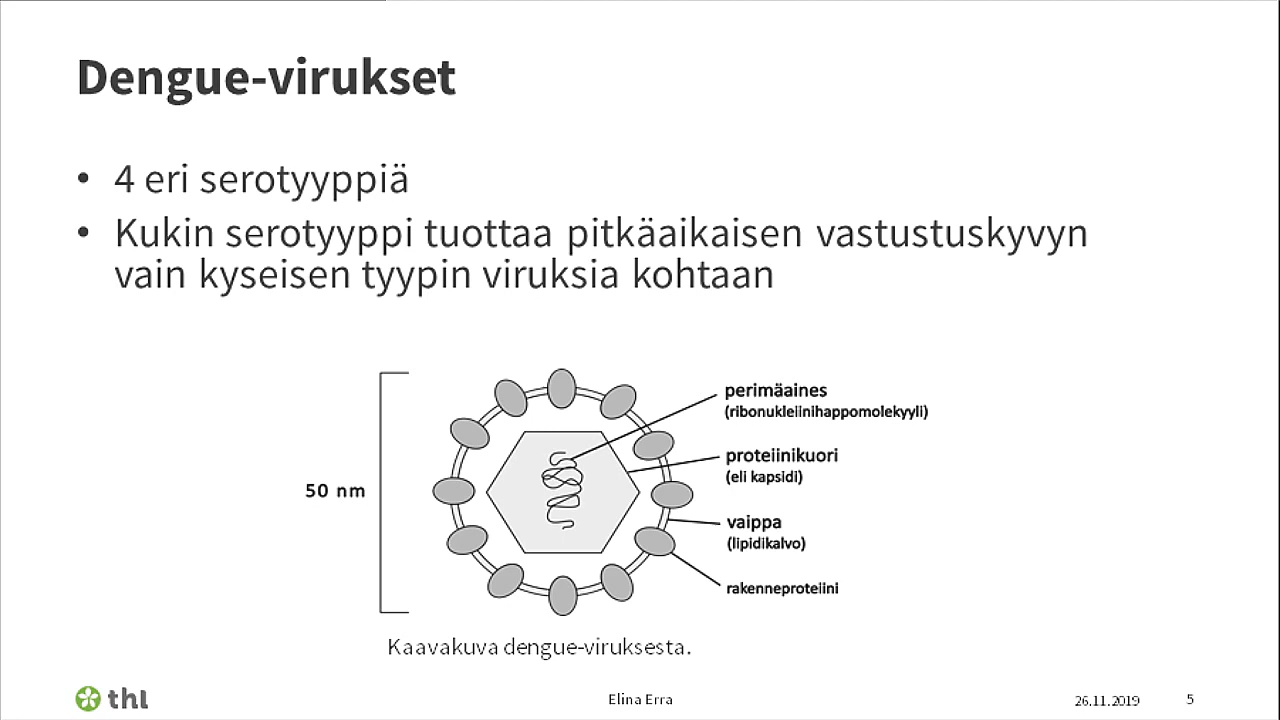 Dengue-virukset
• 4 eri serotyyppiä
• Kukin serotyyppi tuottaa pitkäaikaisen vastustuskyvyn
vain kyseisen tyypin viruksia kohtaan
perimäaines
(ribonukleiinihappomolekyyli)
proteiinikuori
(eli kapsidi)
50 nm
vaippa
(lipidikalvo)
rakenneproteiini
Kaavakuva dengue-viruksesta.
thl
Elina Erra
26.11.2019
5